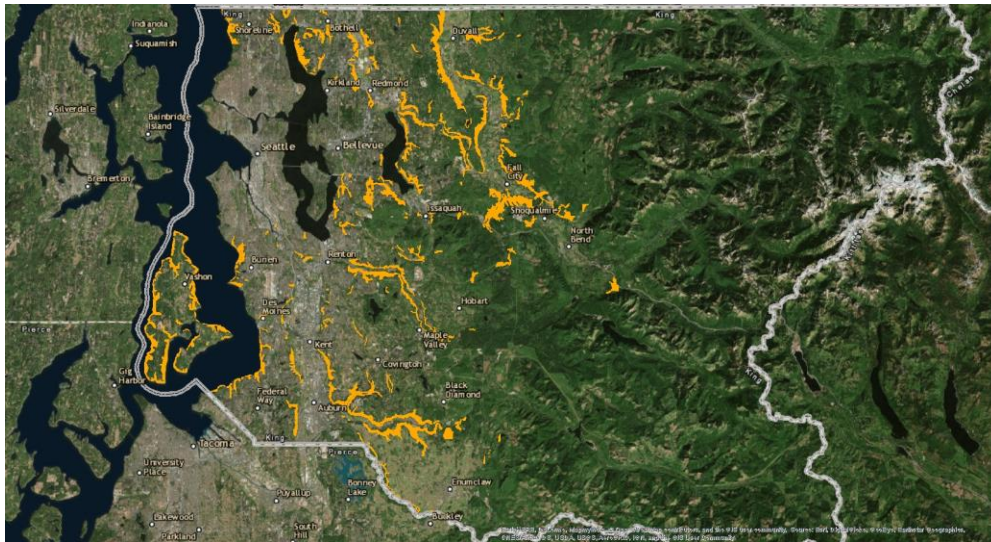 King
King
Indianola
Shoreline
Bothell
Suquamish
Duvall
Kirkland
Redmond
Chelan
Silverdale
Bainbridge
Island
Seattle
Bellevue
Fall
City
Bremerton
Issaquah
Snoqualmie
North
Bend
Kittitas
Burien
Renton
Vashon
Des
Moines
Hobart
Pierce
Maple
Valley
Kent
Covington
King
Gig
Harbor
Black
Diamond
Federal
Way
Auburn
King
Tacoma
Pierce
University
Place
Bonney
Lake
Enumclaw
Puyallup
Buckley
Lakewood
Parkland
South
Hill